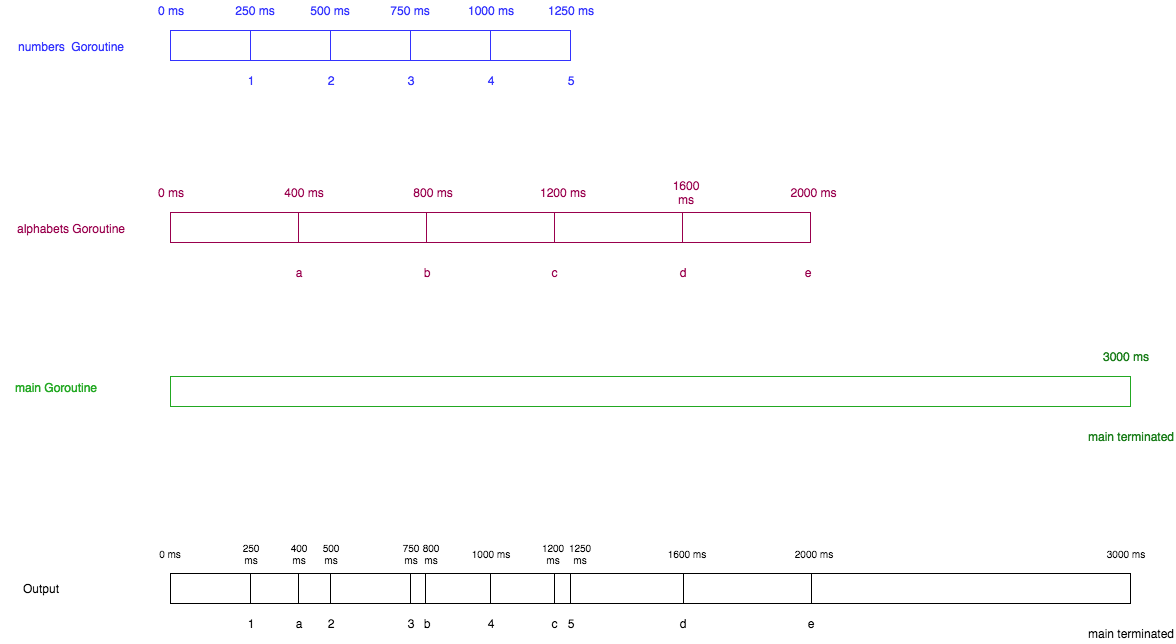 0 ms 250 ms 500 ms 750 ms 1000 ms 1250 ms
numbers Goroutine
1 2 3 4 5
0 ms 400 ms 800 ms 1200 ms 1600 ms 2000 ms
alphabets Goroutine
a b c d e
3000 ms
main Goroutine
main terminated
0 ms 250 ms 400 ms 500 ms 750 ms 800 ms 1000 ms 1200 ms 1250 ms 1600 ms 2000 ms 3000 ms
Output
1 a 2 3 b 4 c 5 d e
main terminated